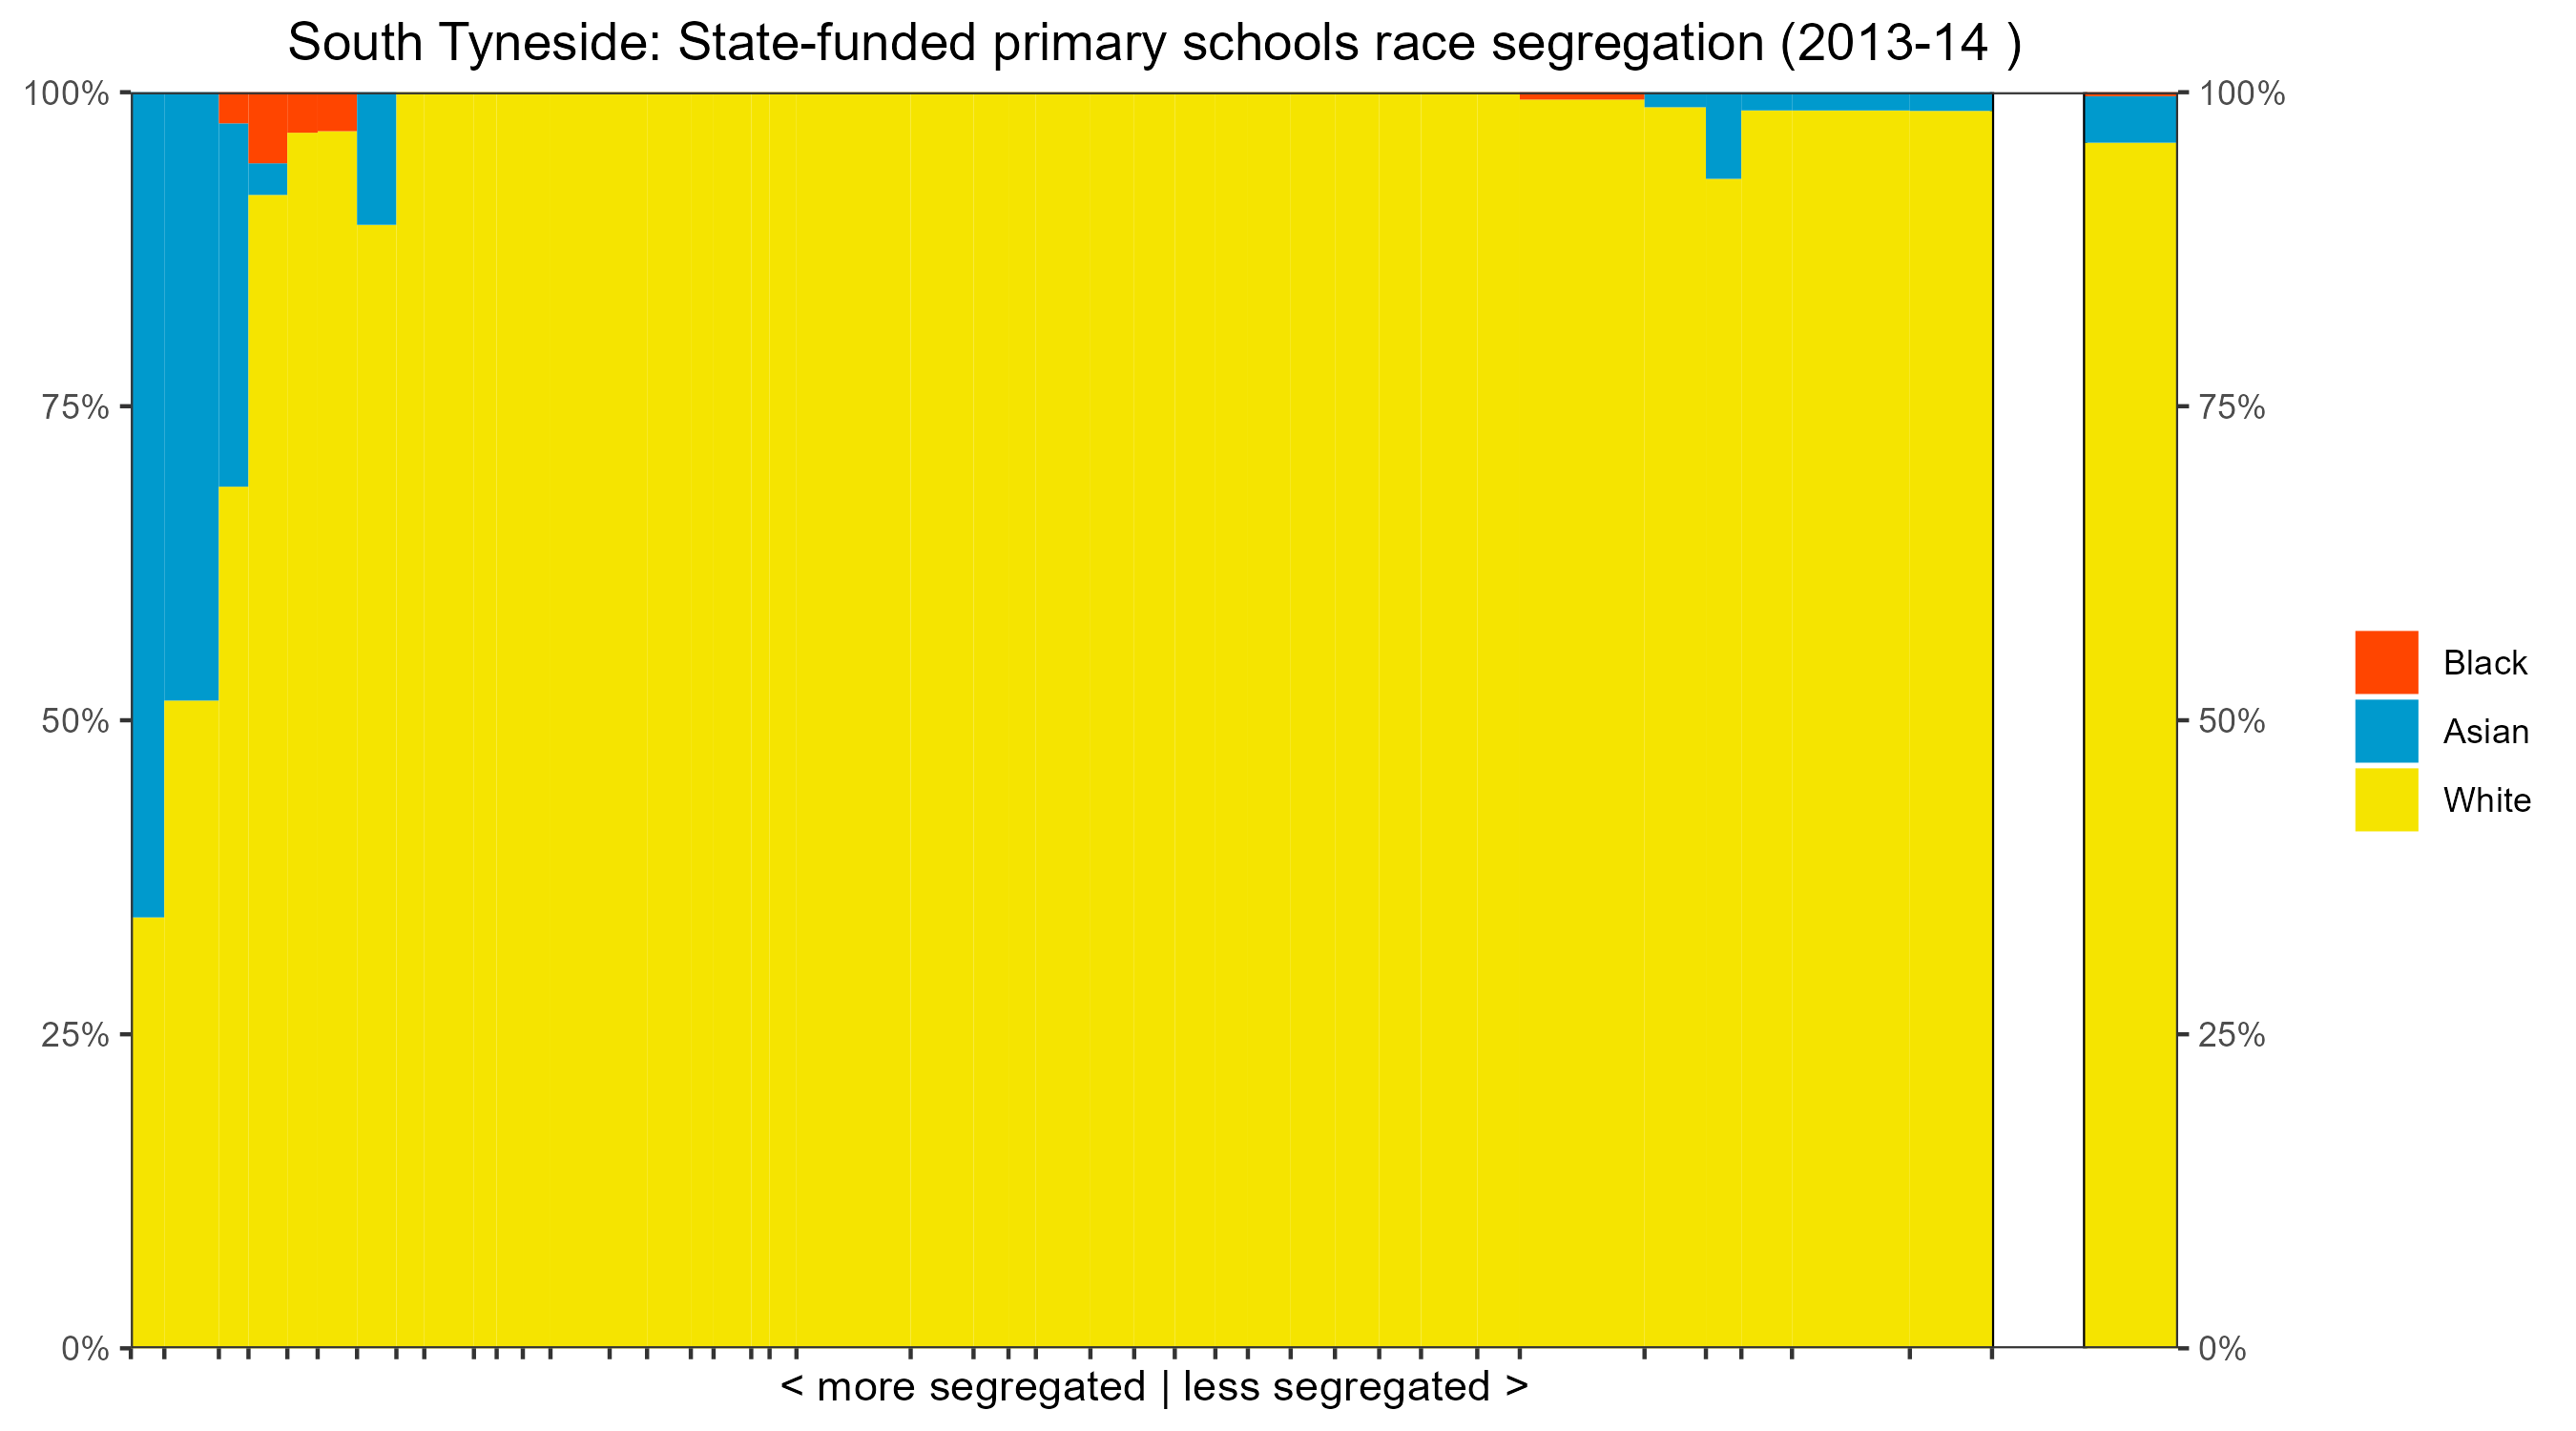 South Tyneside: State-funded primary schools race segregation (2013-14 )
100%
75%
50%
25%
0%
100%
75%
50%
25%
0%
Black
Asian
White
< more segregated | less segregated >